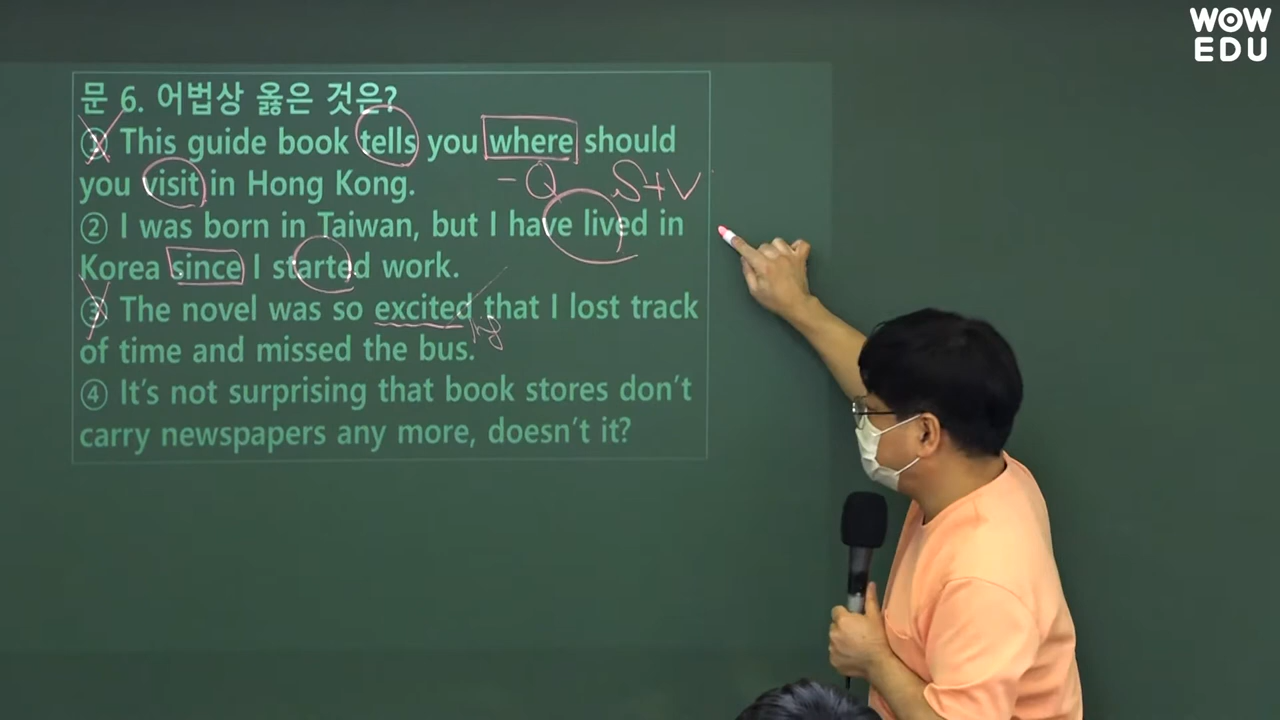 WOW
EDU
문 6. 어법상 옳은 것은?
① This guide book tells you where should
you visit in Hong Kong.
- Q S+V
② I was born in Taiwan, but I have lived in
Korea since I started work.
③ The novel was so excited that I lost track
ing
of time and missed the bus.
④ It's not surprising that book stores don't
carry newspapers any more, doesn't it?